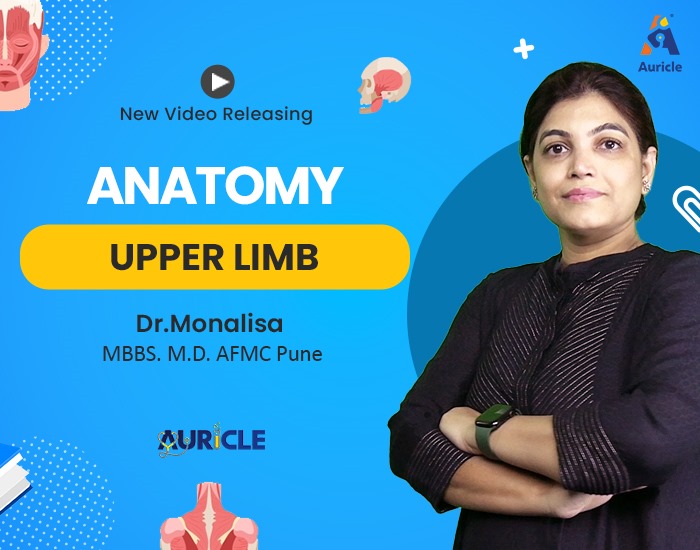 Auricle
New Video Releasing
ANATOMY
UPPER LIMB
Dr.Monalisa
MBBS. M.D. AFMC Pune
AURICLE